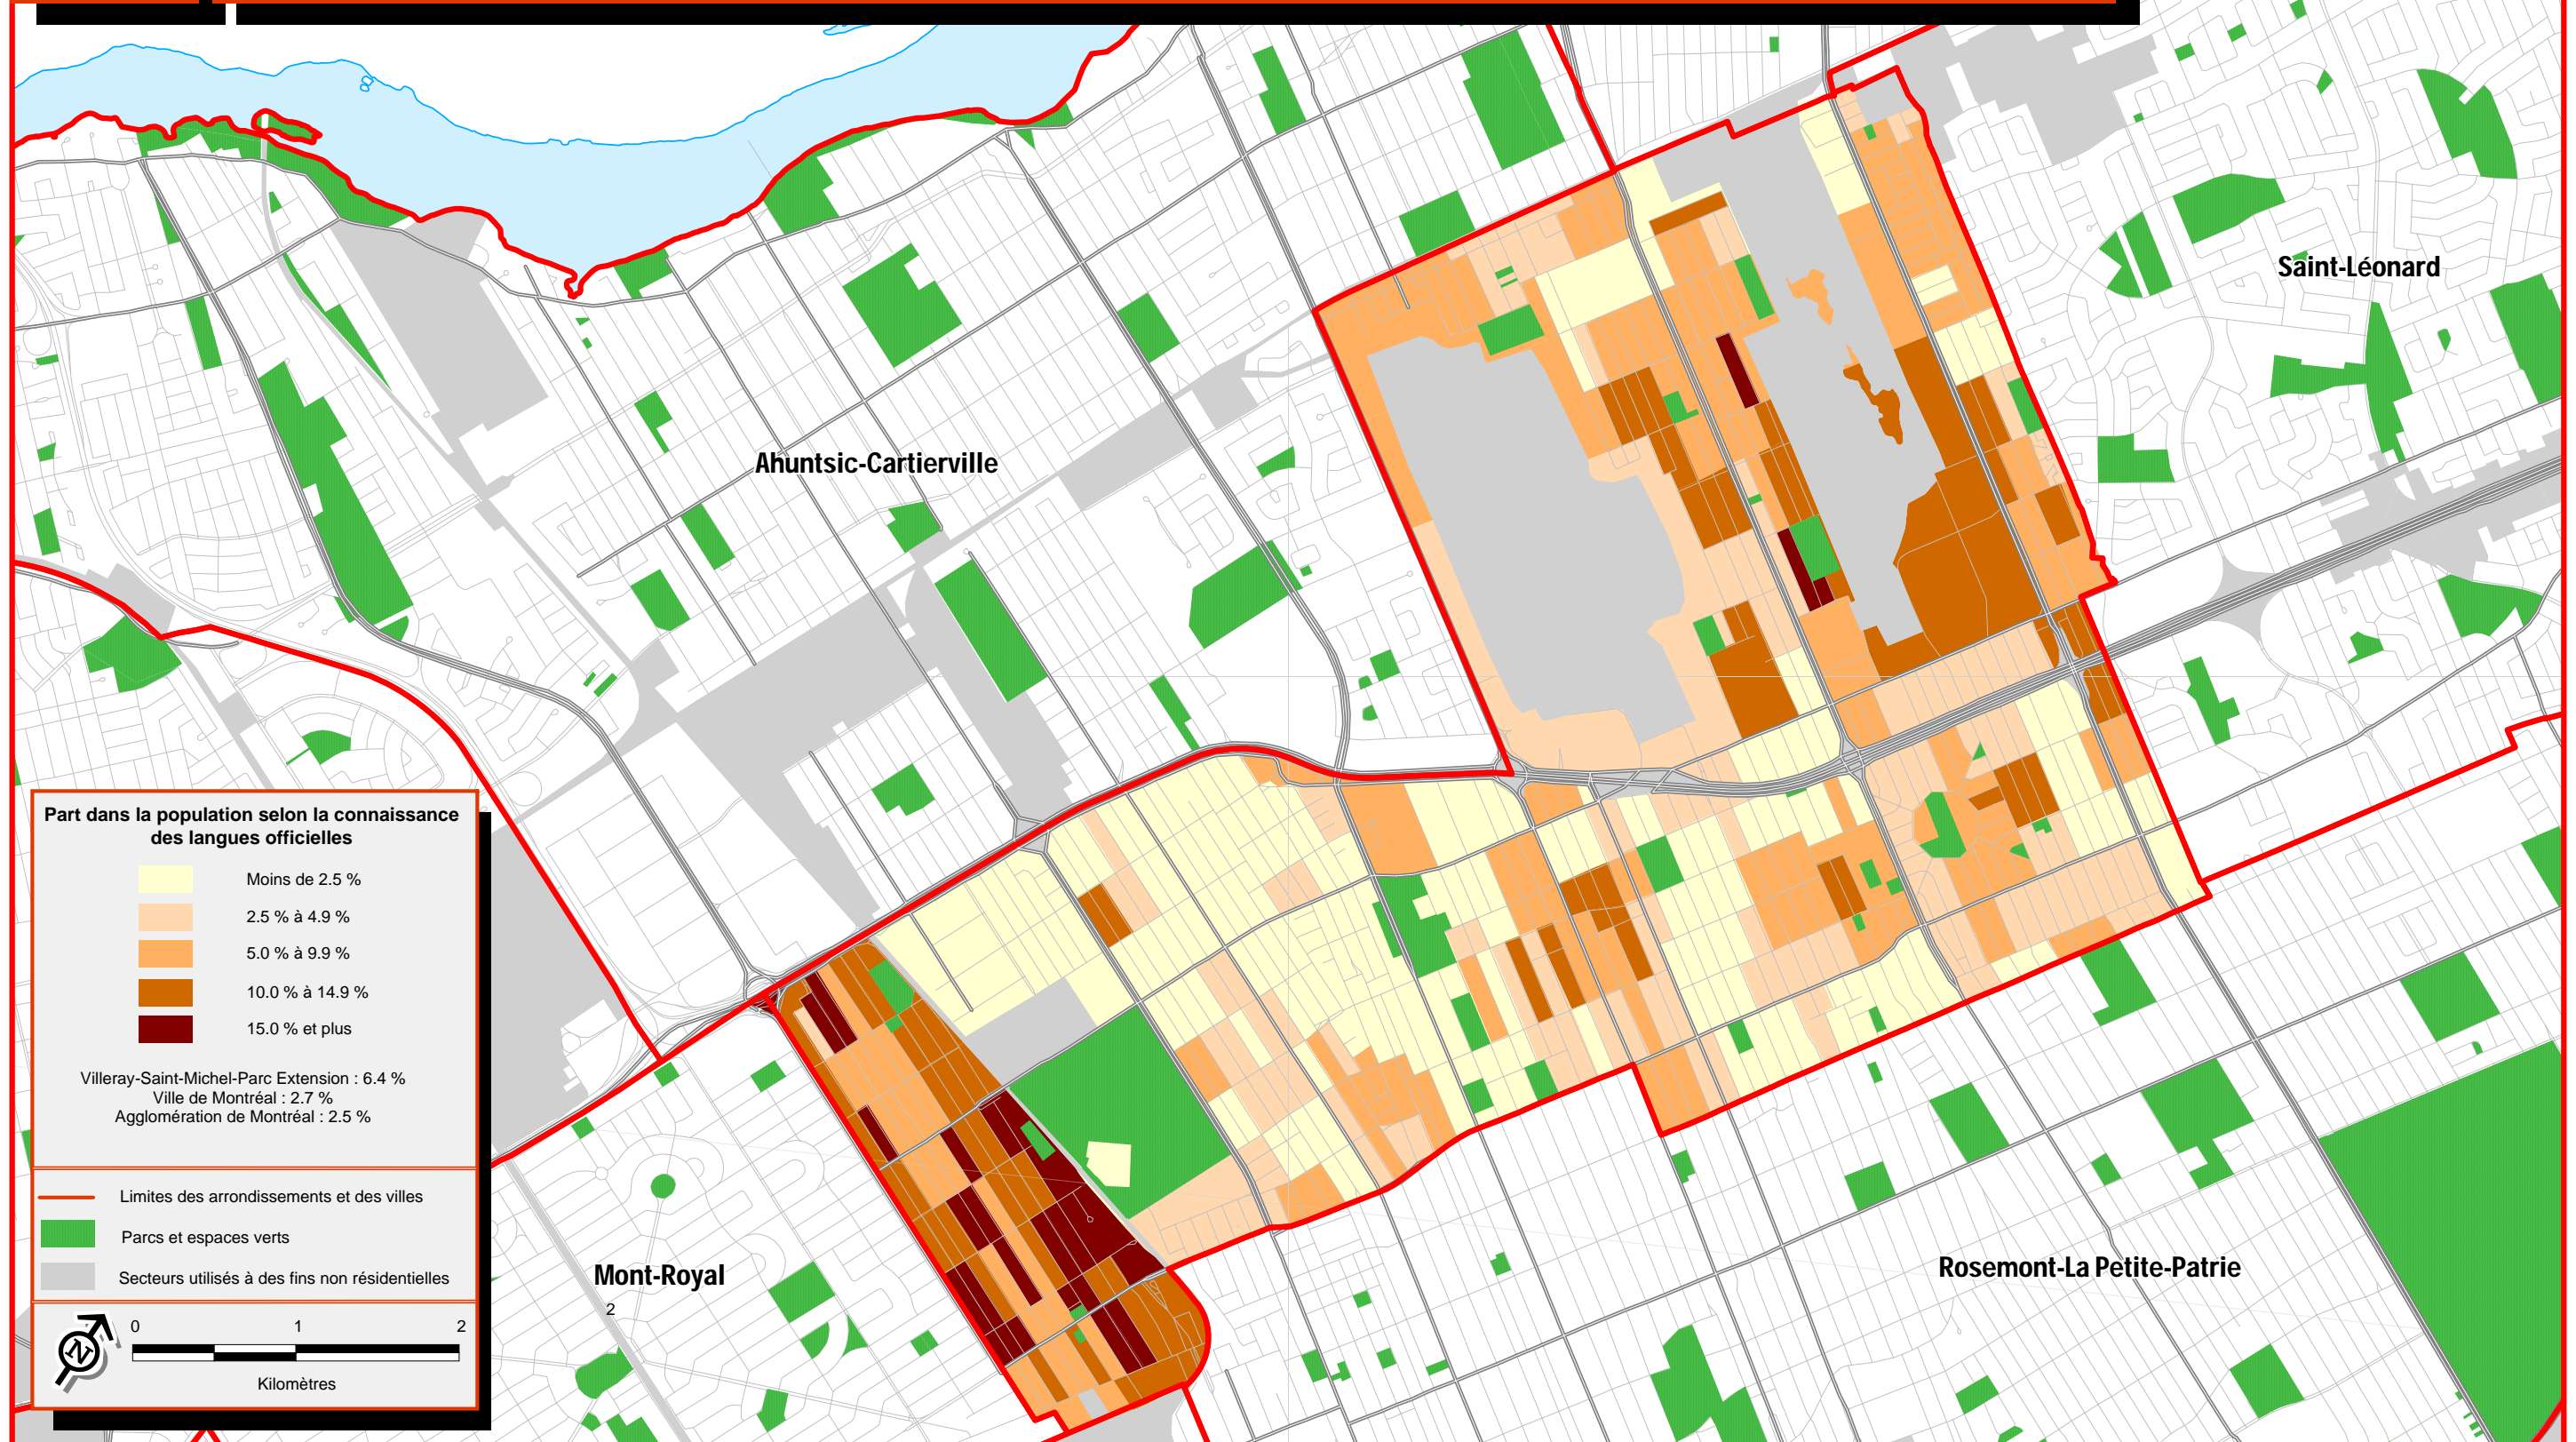 Saint-Léonard
Ahuntsic-Cartierville
Part dans la population selon la connaissance
des langues officielles
Moins de 2.5 %
2.5 % à 4.9 %
5.0 % à 9.9 %
10.0 % à 14.9 %
15.0 % et plus
Villeray-Saint-Michel-Parc Extension : 6.4 %
Ville de Montréal : 2.7 %
Agglomération de Montréal : 2.5 %
Limites des arrondissements et des villes
Parcs et espaces verts
Secteurs utilisés à des fins non résidentielles
Mont-Royal
2
Rosemont-La Petite-Patrie
N
0 1 2
Kilomètres